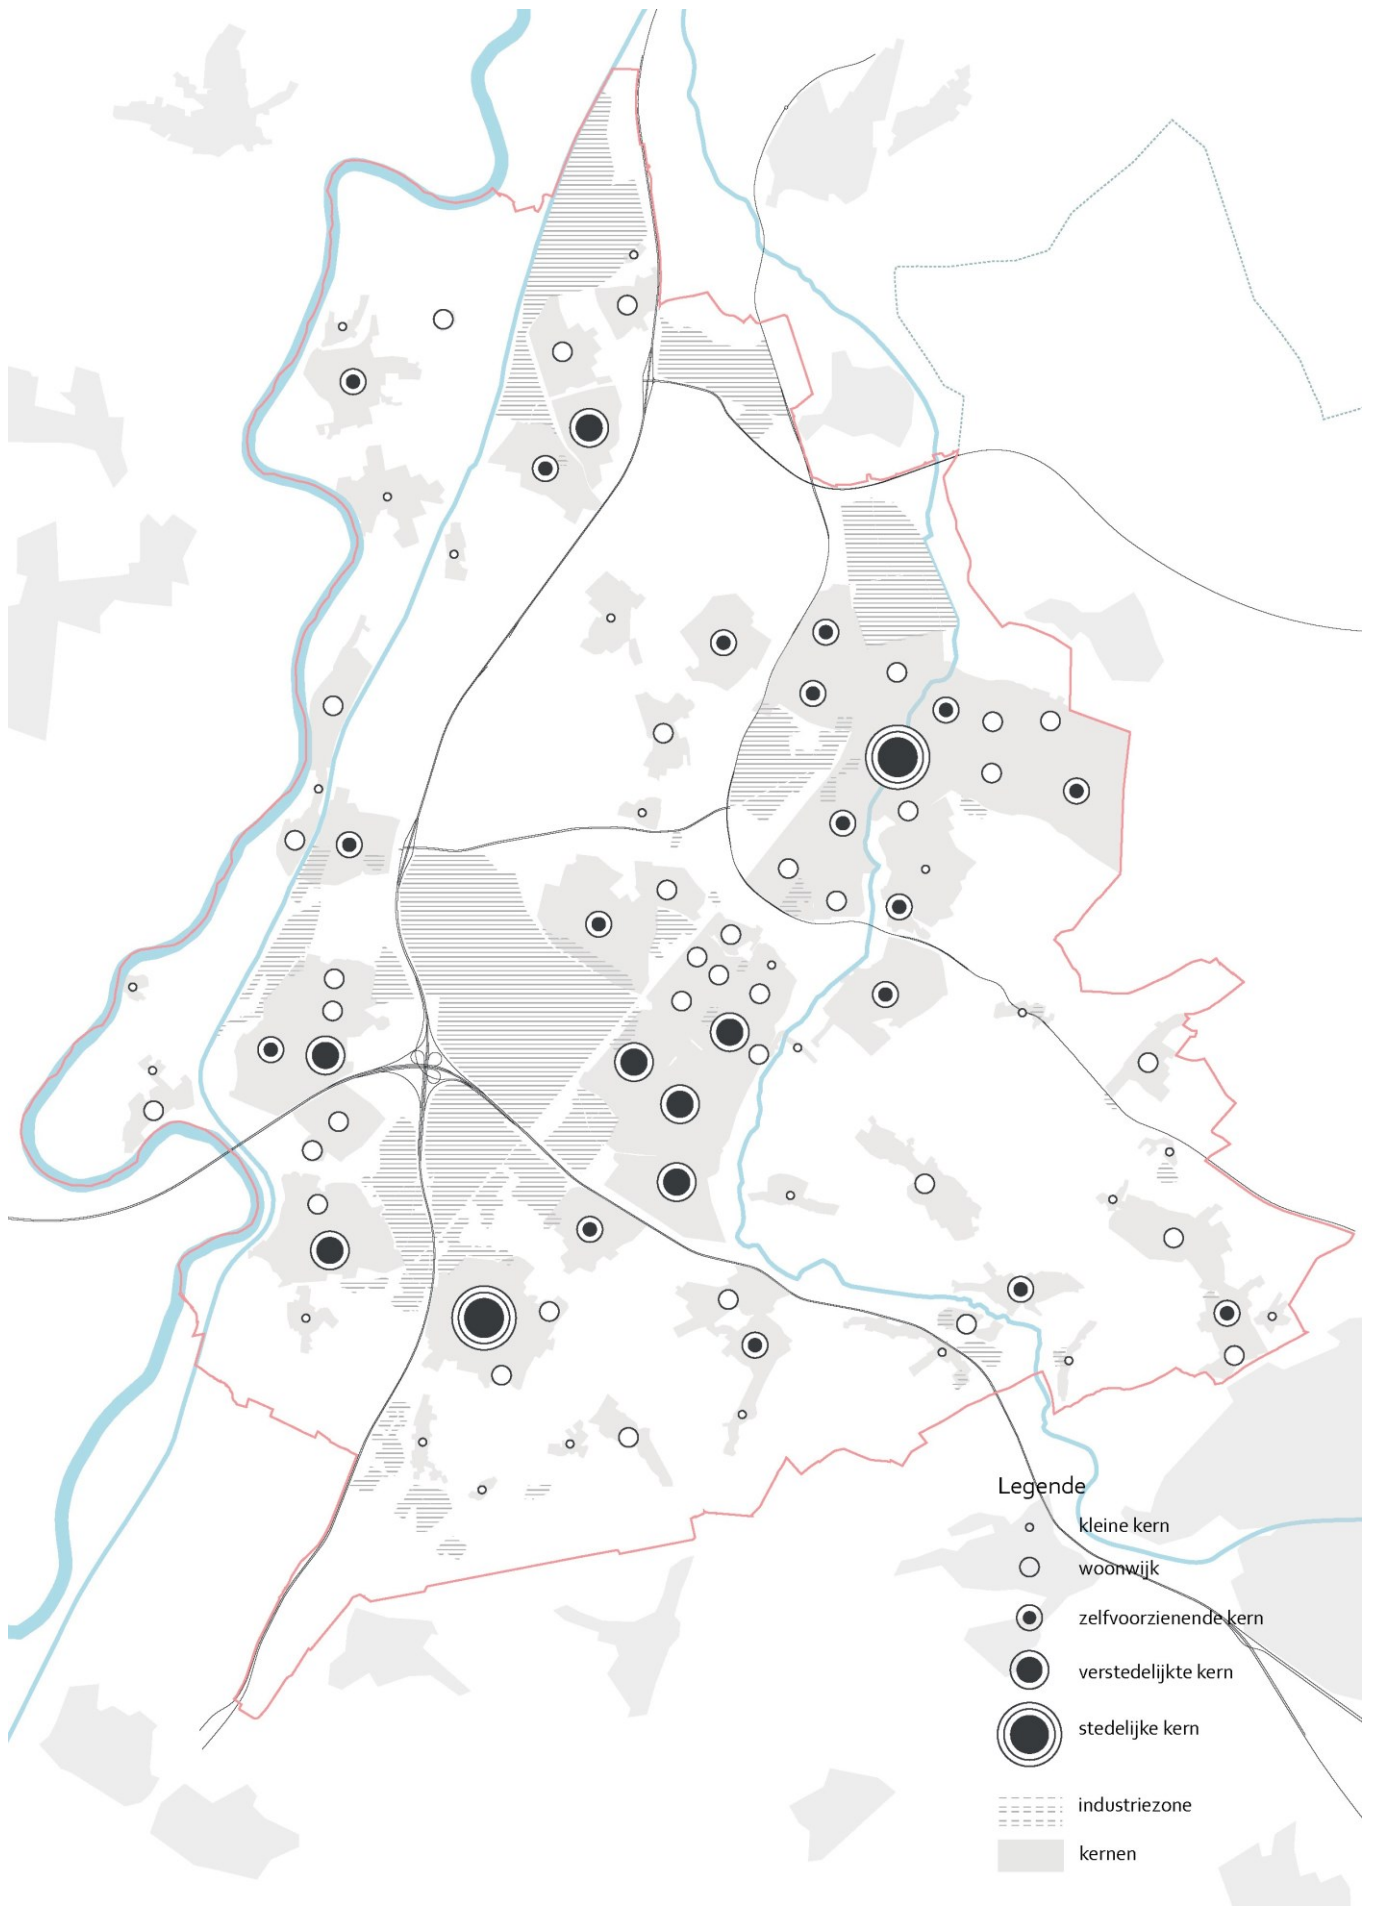 Legende
kleine kern
woonwijk
zelfvoorzienende kern
verstedelijkte kern
stedelijke kern
industriezone
kernen